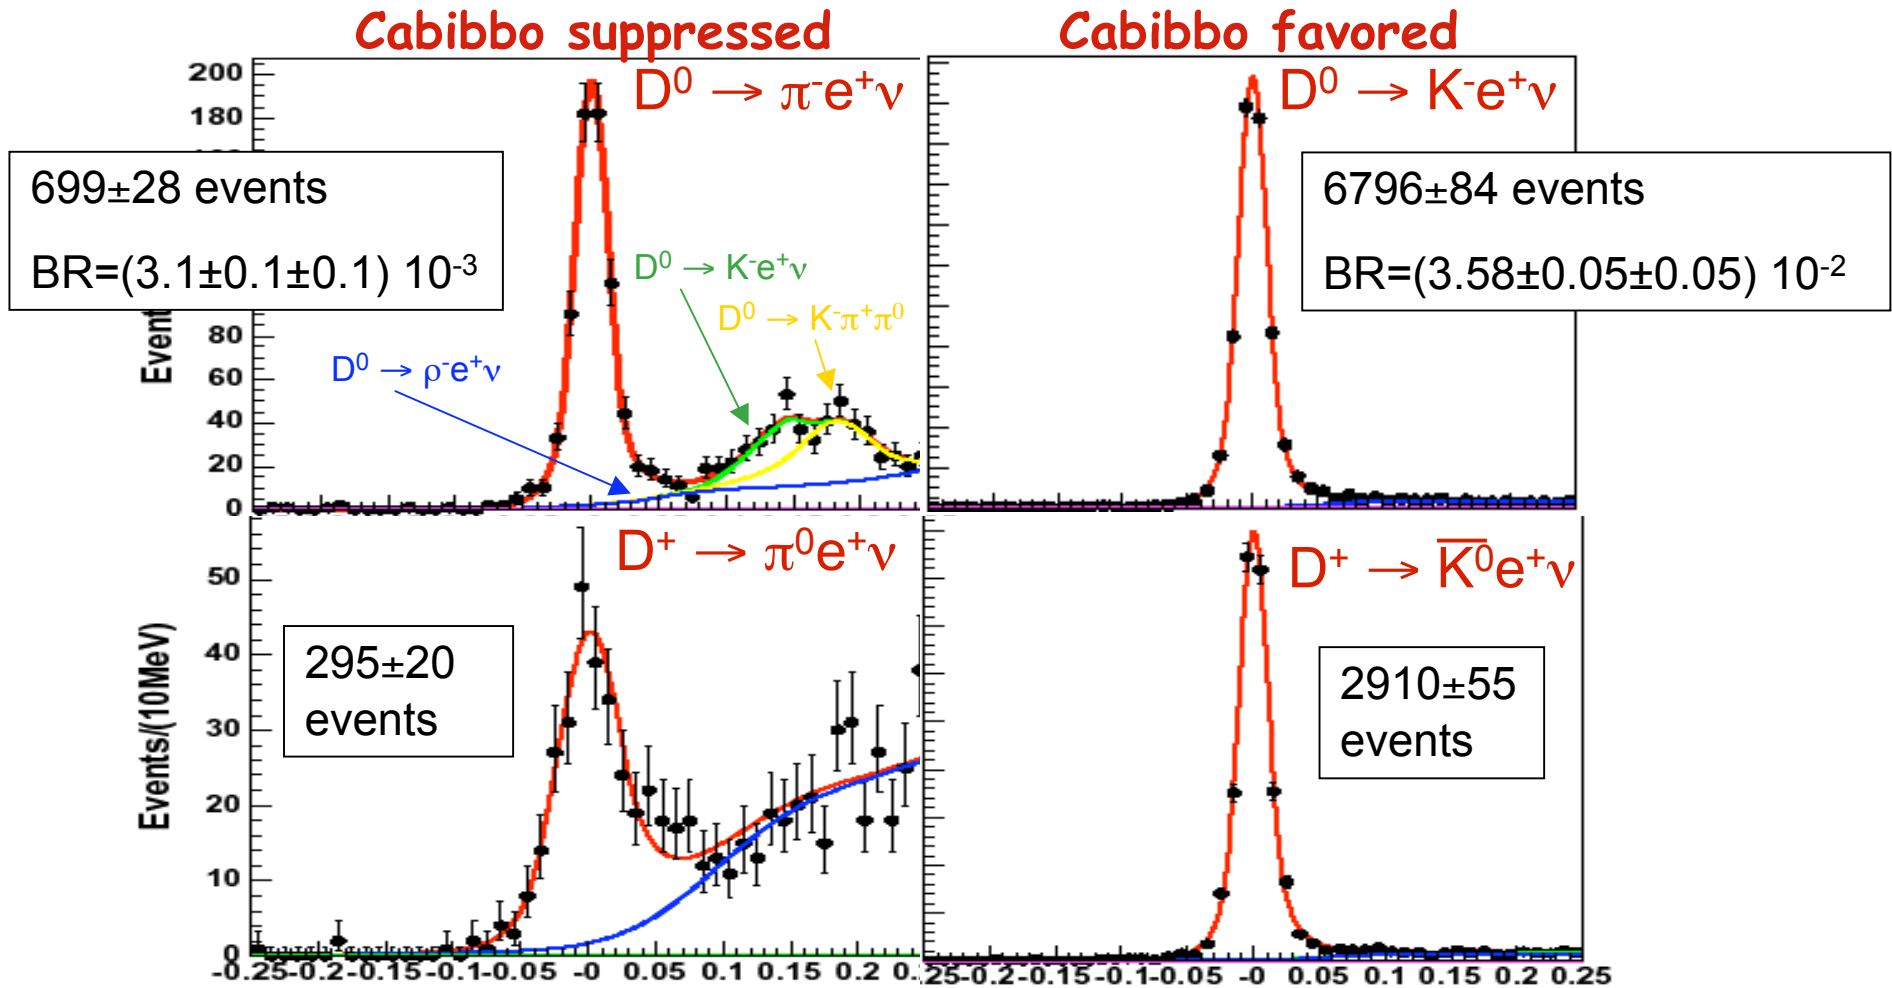 Cabibbo suppressed
Cabibbo favored
200
180
D⁰ → π⁻e⁺ν
D⁰ → K⁻e⁺ν
699±28 events
BR=(3.1±0.1±0.1) 10⁻³
6796±84 events
BR=(3.58±0.05±0.05) 10⁻²
D⁰ → K⁻e⁺ν
D⁰ → K⁻π⁺π⁰
D⁰ → ρ⁻e⁺ν
80
60
40
20
0
D⁺ → π⁰e⁺ν
D⁺ → K̅⁰e⁺ν
Events/(10MeV)
50
40
30
20
10
0
295±20
events
2910±55
events
-0.25 -0.15 -0.1 -0.05 -0 0.05 0.1 0.15 0.2
-0.15 -0.1 -0.05 -0 0.05 0.1 0.15 0.2 0.25